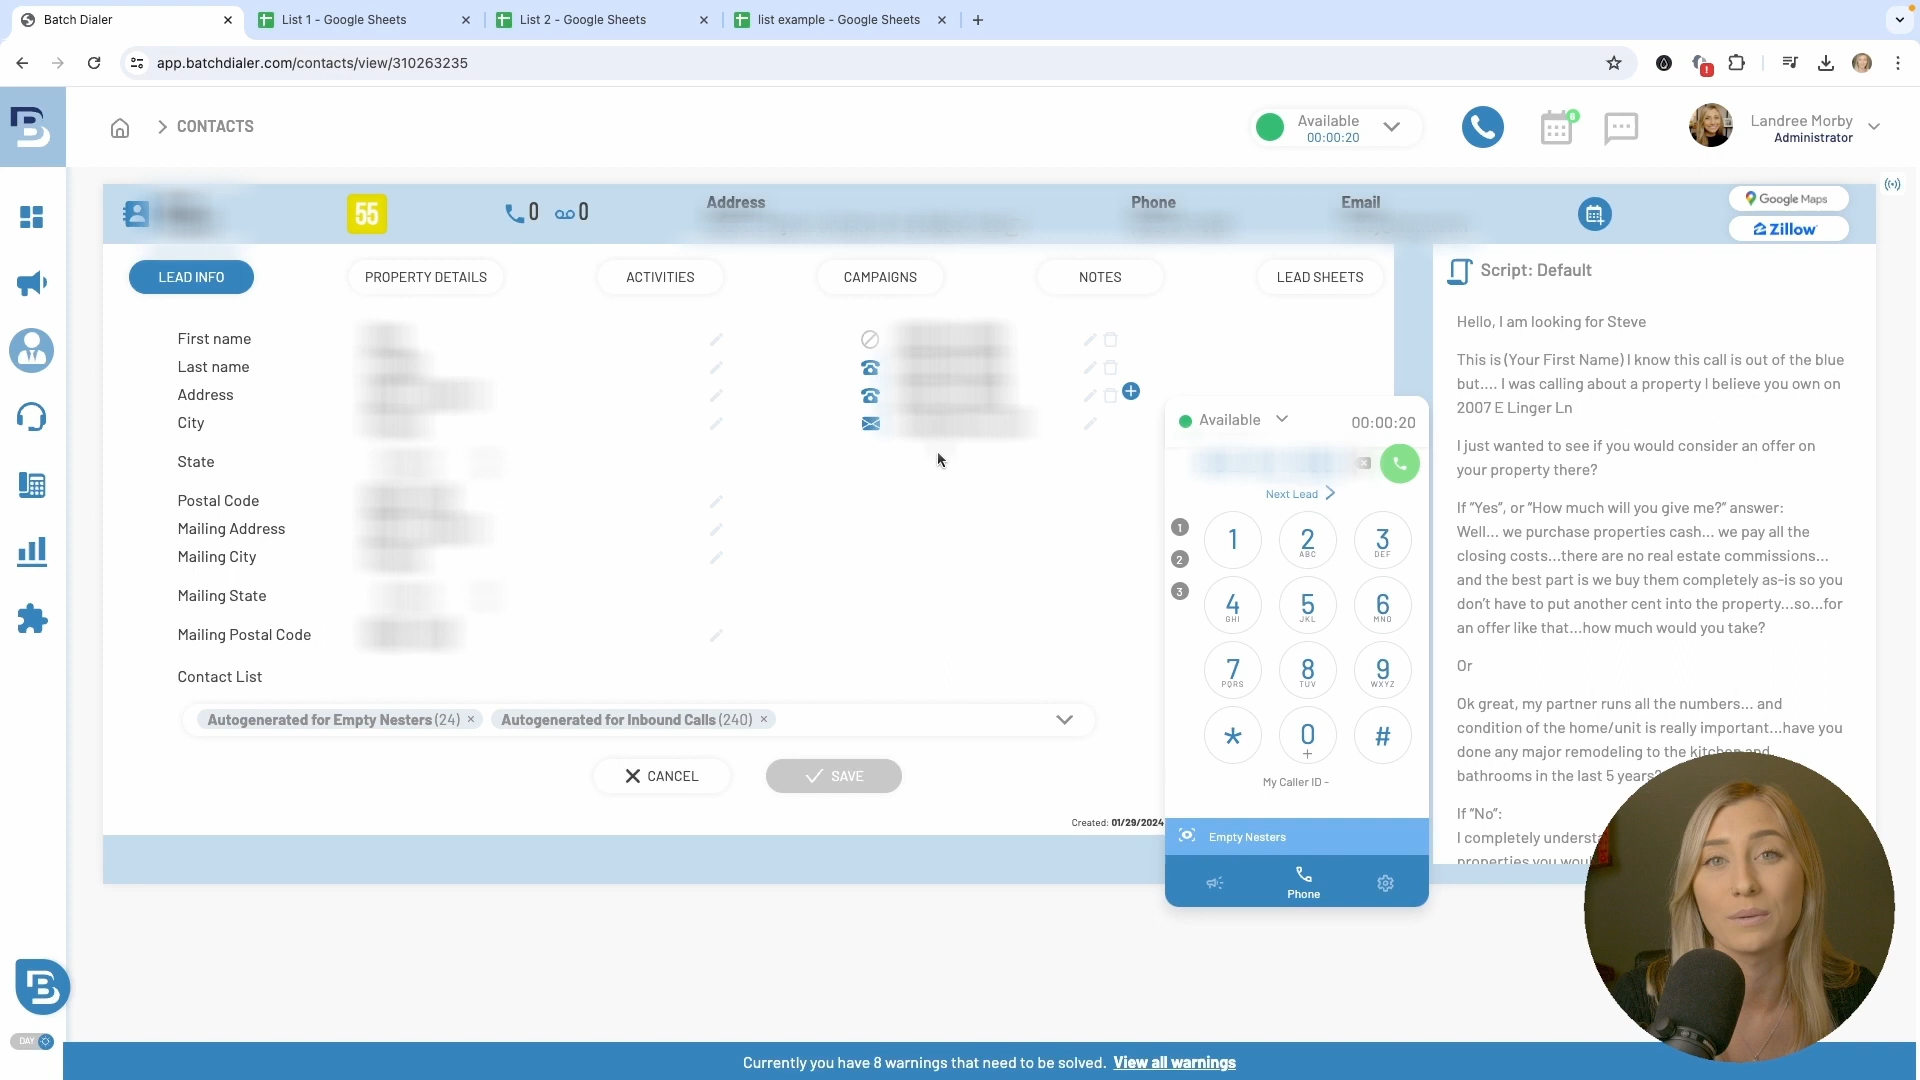 Batch Dialer
List 1 - Google Sheets
List 2 - Google Sheets
list example - Google Sheets
app.batchdialer.com/contacts/view/310263235
CONTACTS
Available
00:00:20
8
Landree Morby
Administrator
55
0
0
Address
Phone
Email
Google Maps
Zillow
LEAD INFO
PROPERTY DETAILS
ACTIVITIES
CAMPAIGNS
NOTES
LEAD SHEETS
First name
Last name
Address
City
State
Postal Code
Mailing Address
Mailing City
Mailing State
Mailing Postal Code
Contact List
Autogenerated for Empty Nesters (24) ×
Autogenerated for Inbound Calls (240) ×
CANCEL
SAVE
Created: 01/29/2024
Available
00:00:20
Next Lead
1
2
3
1
2 ABC
3 DEF
4 GHI
5 JKL
6 MNO
7 PQRS
8 TUV
9 WXYZ
*
0 +
#
My Caller ID -
Empty Nesters
Phone
Script: Default
Hello, I am looking for Steve
This is (Your First Name) I know this call is out of the blue
but.... I was calling about a property I believe you own on
2007 E Linger Ln
I just wanted to see if you would consider an offer on
your property there?
If "Yes", or "How much will you give me?" answer:
Well... we purchase properties cash... we pay all the
closing costs...there are no real estate commissions...
and the best part is we buy them completely as-is so you
don't have to put another cent into the property...so...for
an offer like that...how much would you take?
Or
Ok great, my partner runs all the numbers... and
condition of the home/unit is really important...have you
done any major remodeling to the kitchen and
bathrooms in the last 5 years?
If "No":
I completely
properties you
DAY
Currently you have 8 warnings that need to be solved. View all warnings